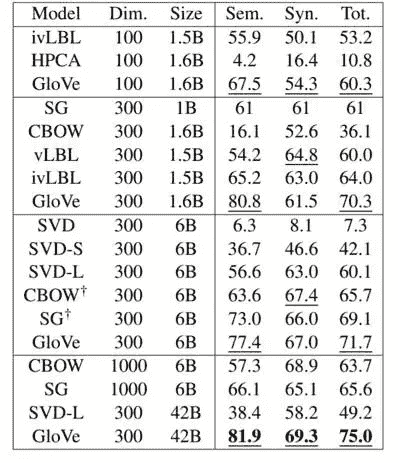 Model Dim. Size Sem. Syn. Tot.
ivLBL 100 1.5B 55.9 50.1 53.2
HPCA 100 1.6B 4.2 16.4 10.8
GloVe 100 1.6B 67.5 54.3 60.3
SG 300 1B 61 61 61
CBOW 300 1.6B 16.1 52.6 36.1
vLBL 300 1.5B 54.2 64.8 60.0
ivLBL 300 1.5B 65.2 63.0 64.0
GloVe 300 1.6B 80.8 61.5 70.3
SVD 300 6B 6.3 8.1 7.3
SVD-S 300 6B 36.7 46.6 42.1
SVD-L 300 6B 56.6 63.0 60.1
CBOW† 300 6B 63.6 67.4 65.7
SG† 300 6B 73.0 66.0 69.1
GloVe 300 6B 77.4 67.0 71.7
CBOW 1000 6B 57.3 68.9 63.7
SG 1000 6B 66.1 65.1 65.6
SVD-L 300 42B 38.4 58.2 49.2
GloVe 300 42B 81.9 69.3 75.0